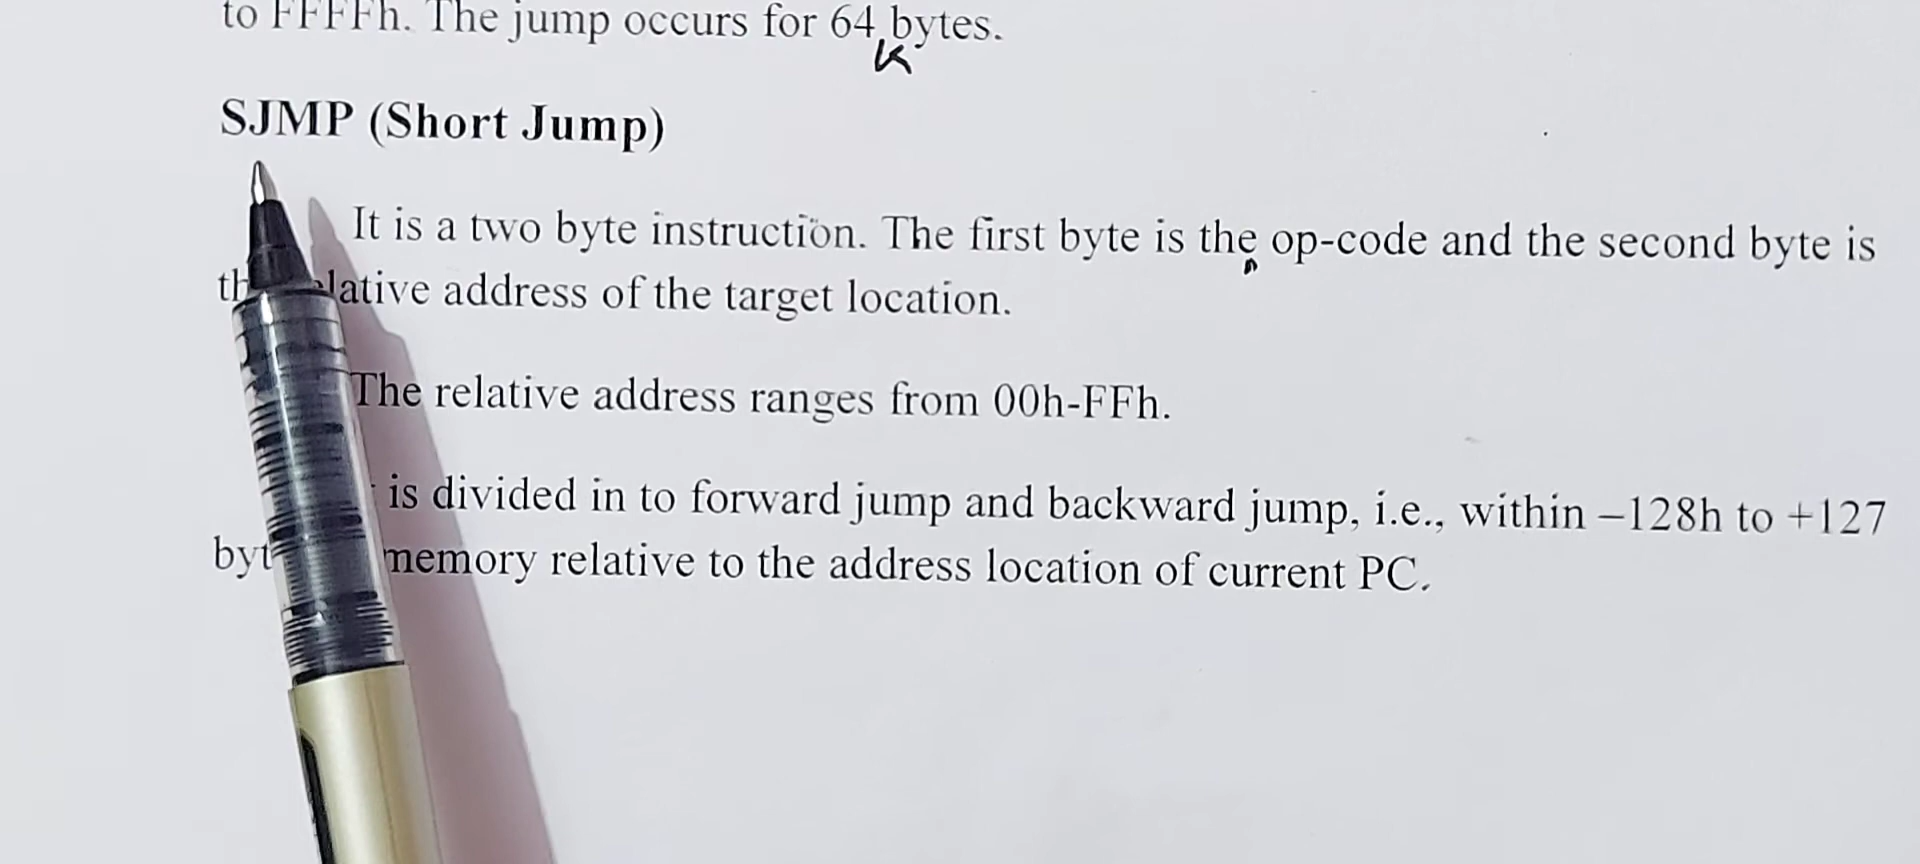 to FFFFh. The jump occurs for 64 K bytes.
SJMP (Short Jump)
It is a two byte instruction. The first byte is the op-code and the second byte is
address of the target location.
The relative address ranges from 00h-FFh.
is divided in to forward jump and backward jump, i.e., within –128h to +127
memory relative to the address location of current PC.